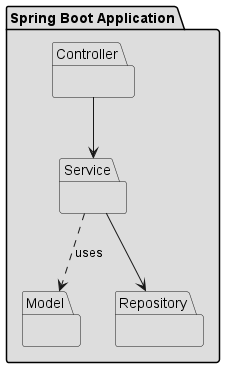 Spring Boot Application
Controller
Service
uses
Model
Repository